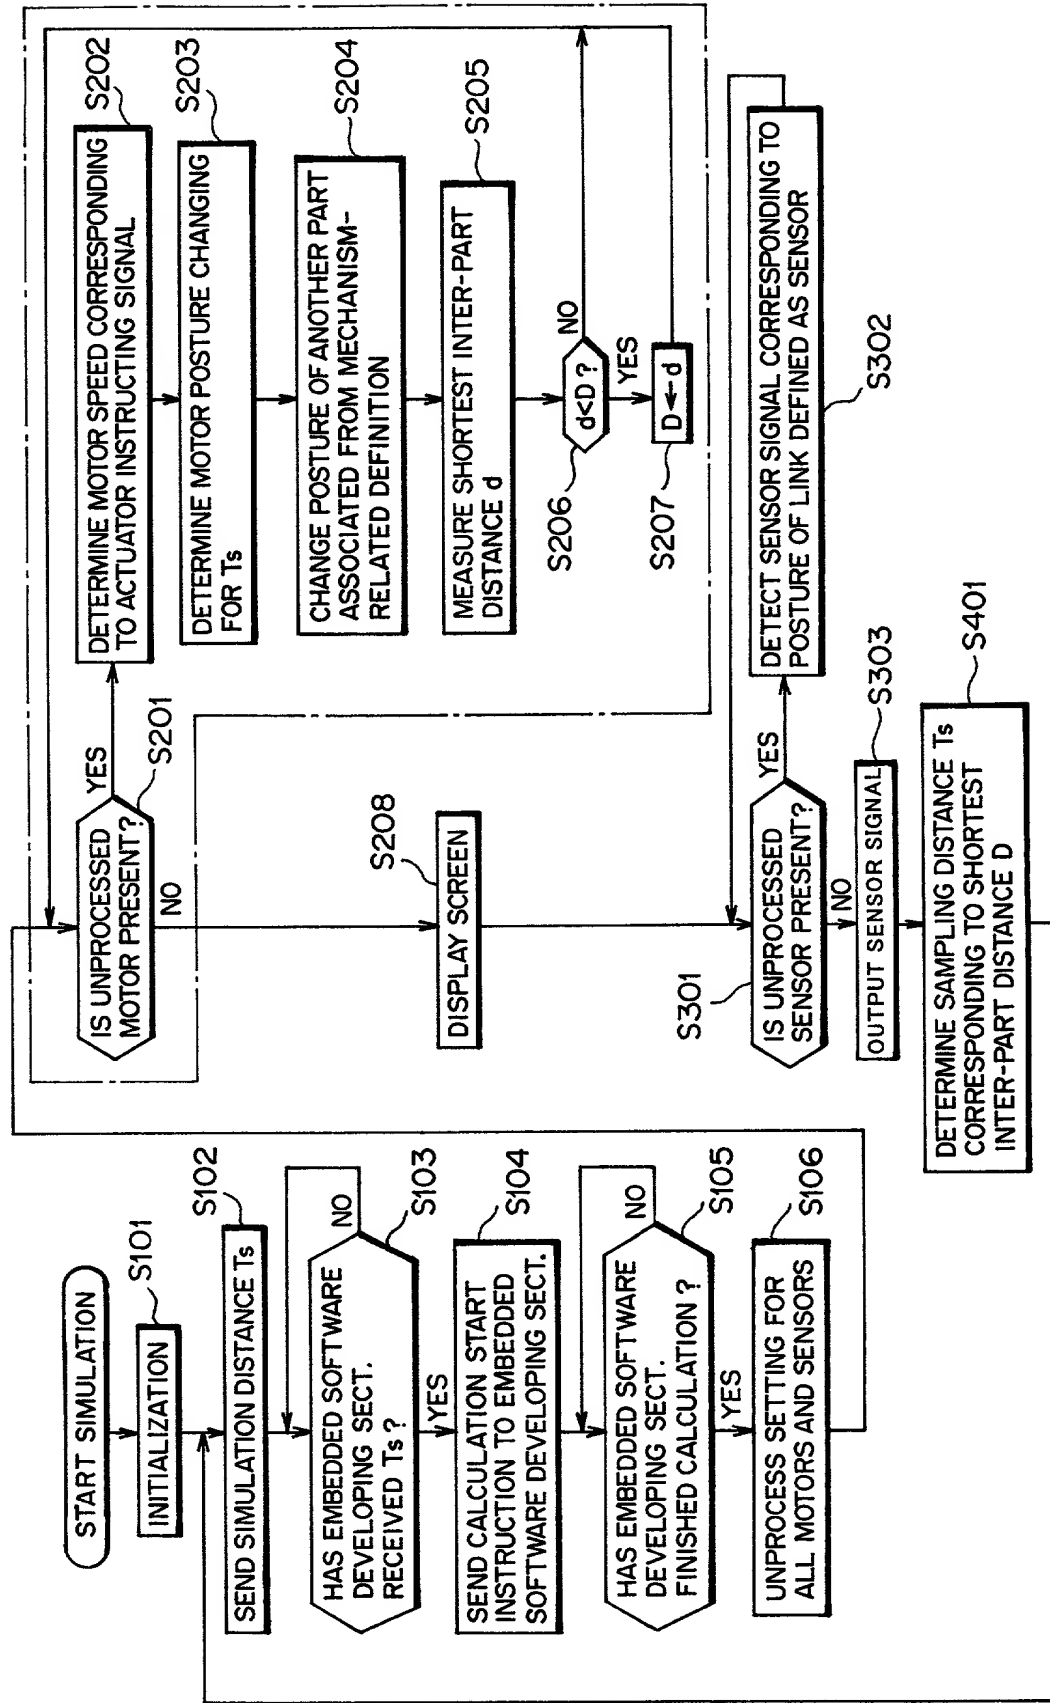 START SIMULATION
INITIALIZATION
S101
SEND SIMULATION DISTANCE Ts
S102
HAS EMBEDDED SOFTWARE
DEVELOPING SECT.
RECEIVED Ts ?
NO
S103
YES
SEND CALCULATION START
INSTRUCTION TO EMBEDDED
SOFTWARE DEVELOPING SECT.
S104
HAS EMBEDDED SOFTWARE
DEVELOPING SECT.
FINISHED CALCULATION ?
NO
S105
YES
UNPROCESS SETTING FOR
ALL MOTORS AND SENSORS
S106
IS UNPROCESSED
MOTOR PRESENT?
YES
S201
NO
DETERMINE MOTOR SPEED CORRESPONDING
TO ACTUATOR INSTRUCTING SIGNAL
S202
DETERMINE MOTOR POSTURE CHANGING
FOR Ts
S203
CHANGE POSTURE OF ANOTHER PART
ASSOCIATED FROM MECHANISM-
RELATED DEFINITION
S204
MEASURE SHORTEST INTER-PART
DISTANCE d
S205
d<D ?
NO
S206
YES
D←d
S207
DISPLAY SCREEN
S208
S301
IS UNPROCESSED
SENSOR PRESENT?
YES
NO
DETECT SENSOR SIGNAL CORRESPONDING TO
POSTURE OF LINK DEFINED AS SENSOR
S302
OUTPUT SENSOR SIGNAL
S303
DETERMINE SAMPLING DISTANCE Ts
CORRESPONDING TO SHORTEST
INTER-PART DISTANCE D
S401